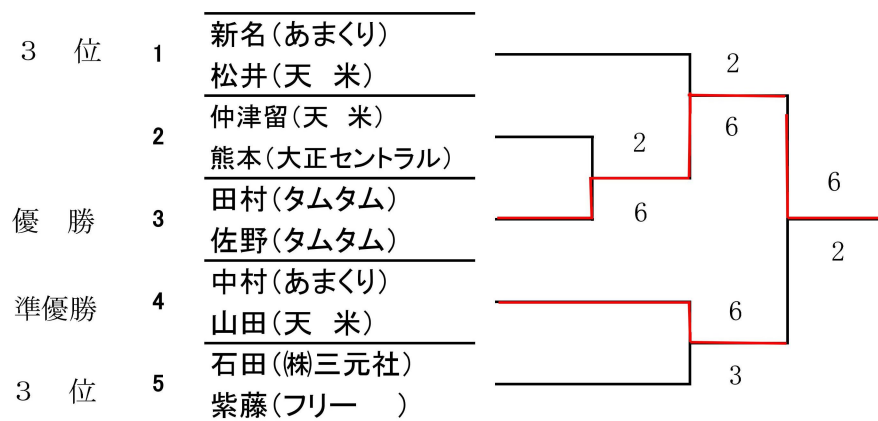 3 位
1
新名(あまくり)
松井(天 米)
2
仲津留(天 米)
熊本(大正セントラル)
優 勝
3
田村(タムタム)
佐野(タムタム)
準優勝
4
中村(あまくり)
山田(天 米)
3 位
5
石田(㈱三元社)
紫藤(フリー )
2
6
2
6
6
2
6
3